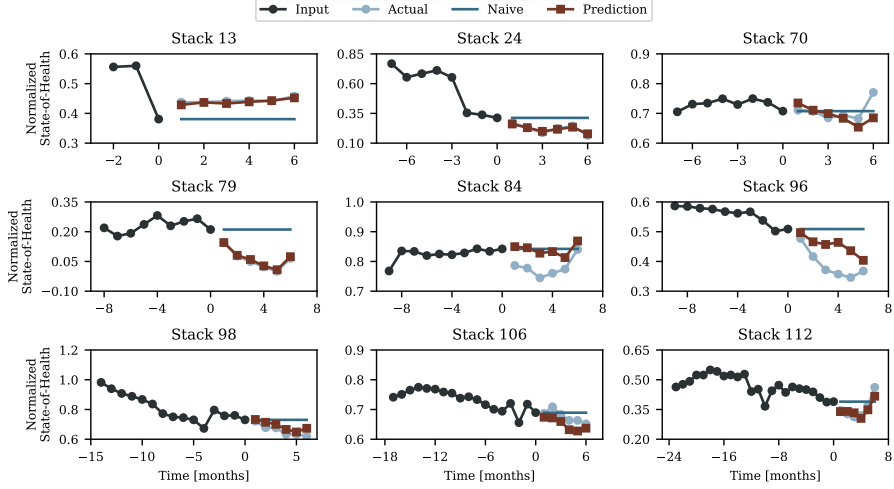 Input Actual Naive Prediction
Stack 13 Stack 24 Stack 70
Normalized
State-of-Health
0.6 0.5 0.4 0.3
−2 0 2 4 6
0.85 0.60 0.35 0.10
−6 −3 0 3 6
0.9 0.8 0.7 0.6
−6 −3 0 3 6
Stack 79 Stack 84 Stack 96
Normalized
State-of-Health
0.35 0.20 0.05 −0.10
−8 −4 0 4 8
1.0 0.9 0.8 0.7
−8 −4 0 4 8
0.6 0.5 0.4 0.3
−8 −4 0 4 8
Stack 98 Stack 106 Stack 112
Normalized
State-of-Health
1.2 1.0 0.8 0.6
−15 −10 −5 0 5
0.9 0.8 0.7 0.6
−18 −12 −6 0 6
0.65 0.50 0.35 0.20
−24 −16 −8 0 8
Time [months] Time [months] Time [months]